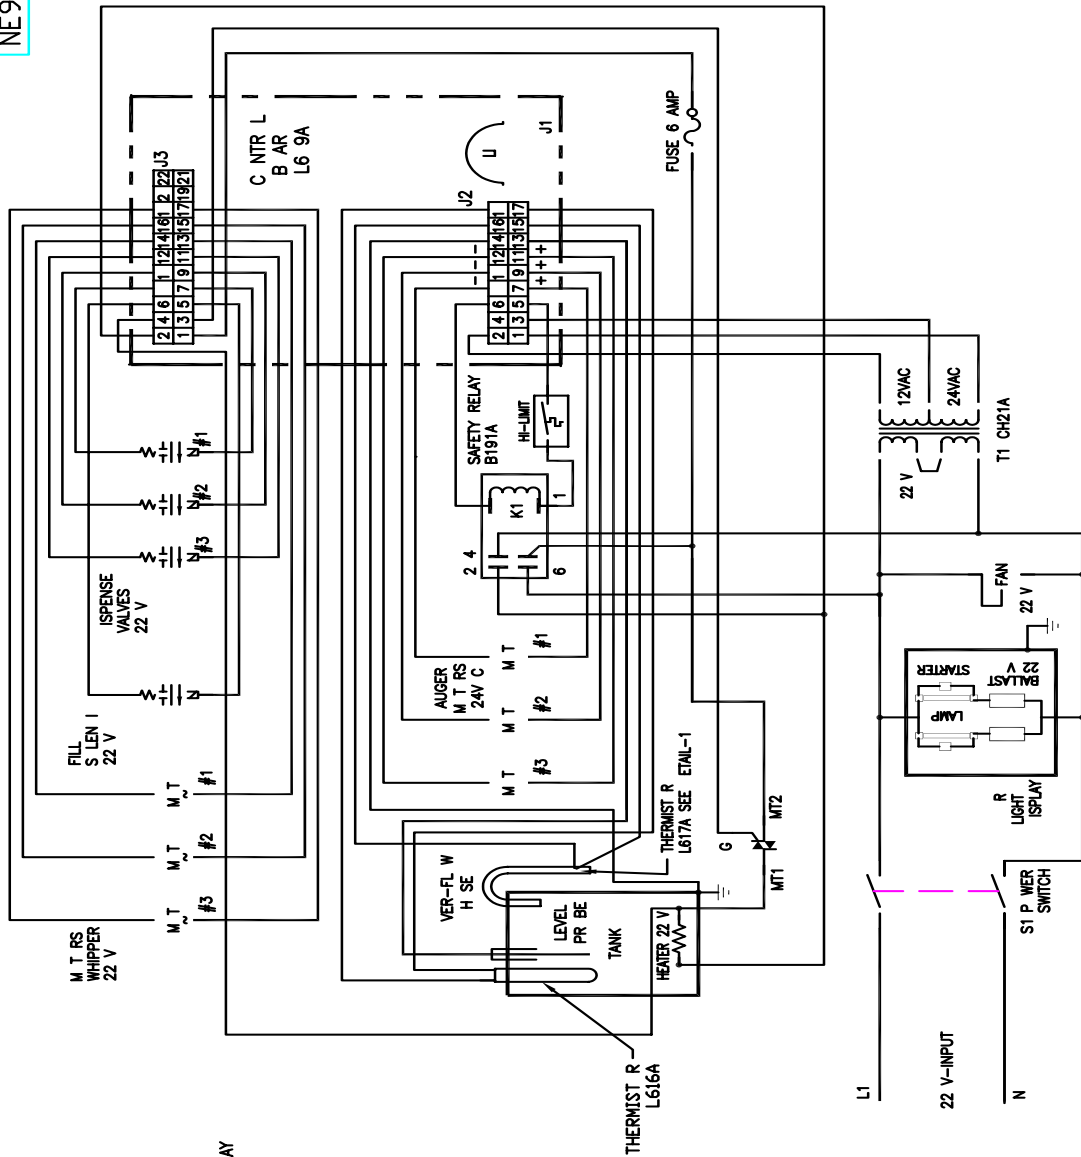 NE9
J3
2 22
161
14
12
1
6
4
2
21
19
17
15
13
11
9
7
5
3
1
C NTR L
B AR
L6 9A
J2
J1
161
14
12
1
6
4
2
17
15
13
11
9
7
5
3
1
- - -
+ + +
FUSE 6 AMP
#1
#2
#3
ISPENSE
VALVES
22 V
FILL
S LEN I
22 V
M T
#1
M T
#2
M T
#3
M T RS
WHIPPER
22 V
SAFETY RELAY
B191A
HI-LIMIT
K1
1
2 4
6
AUGER
M T RS
24V C
M T
#1
M T
#2
M T
#3
THERMIST R
L617A SEE ETAIL-1
VER-FL W
H SE
LEVEL
PR BE
TANK
HEATER 22 V
THERMIST R
L616A
G
MT1
MT2
12VAC
24VAC
T1 CH21A
22 V
FAN
22 V
STARTER
LAMP
BALLAST
22 V
R
LIGHT
ISPLAY
S1 P WER
SWITCH
L1
22 V-INPUT
N
AY